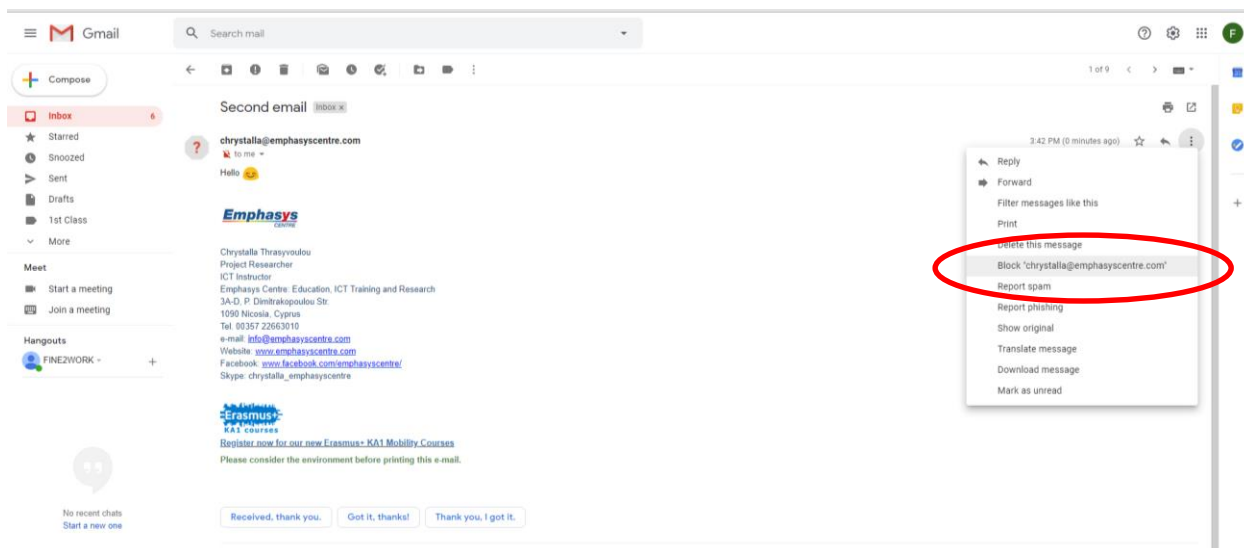 Gmail
Search mail
F
Compose
1 of 9
Inbox 6
Starred
Snoozed
Sent
Drafts
1st Class
More
Meet
Start a meeting
Join a meeting
Hangouts
FINE2WORK
No recent chats
Start a new one
Second email Inbox x
chrystalla@emphasyscentre.com
3:42 PM (0 minutes ago)
?
to me
Hello
Emphasys
CENTRE
Chrystalla Thrasyvoulou
Project Researcher
ICT Instructor
Emphasys Centre: Education, ICT Training and Research
3A-D, P. Dimitrakopoulou Str.
1090 Nicosia, Cyprus
Tel. 00357 22663010
e-mail: info@emphasyscentre.com
Website: www.emphasyscentre.com
Facebook: www.facebook.com/emphasyscentre/
Skype: chrystalla_emphasyscentre
Erasmus+
KA1 courses
Register now for our new Erasmus+ KA1 Mobility Courses
Please consider the environment before printing this e-mail.
Received, thank you.
Got it, thanks!
Thank you, I got it.
Reply
Forward
Filter messages like this
Print
Delete this message
Block "chrystalla@emphasyscentre.com"
Report spam
Report phishing
Show original
Translate message
Download message
Mark as unread